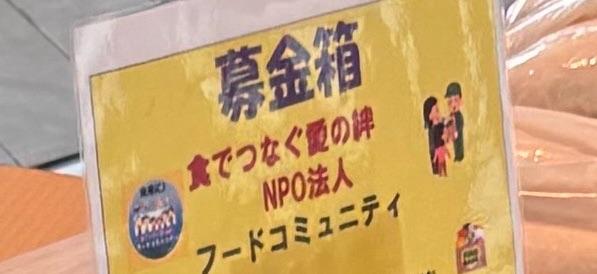 募金箱
食でつなぐ愛の絆
NPO法人
フードコミュニティ